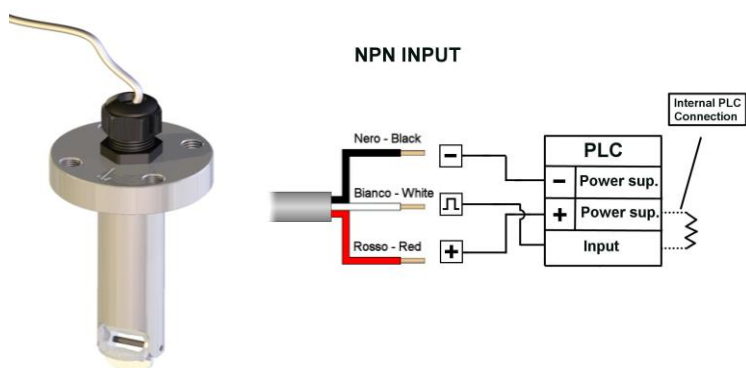 NPN INPUT
Internal PLC
Connection
Nero - Black
Bianco - White
Rosso - Red
PLC
- Power sup.
+ Power sup.
Input